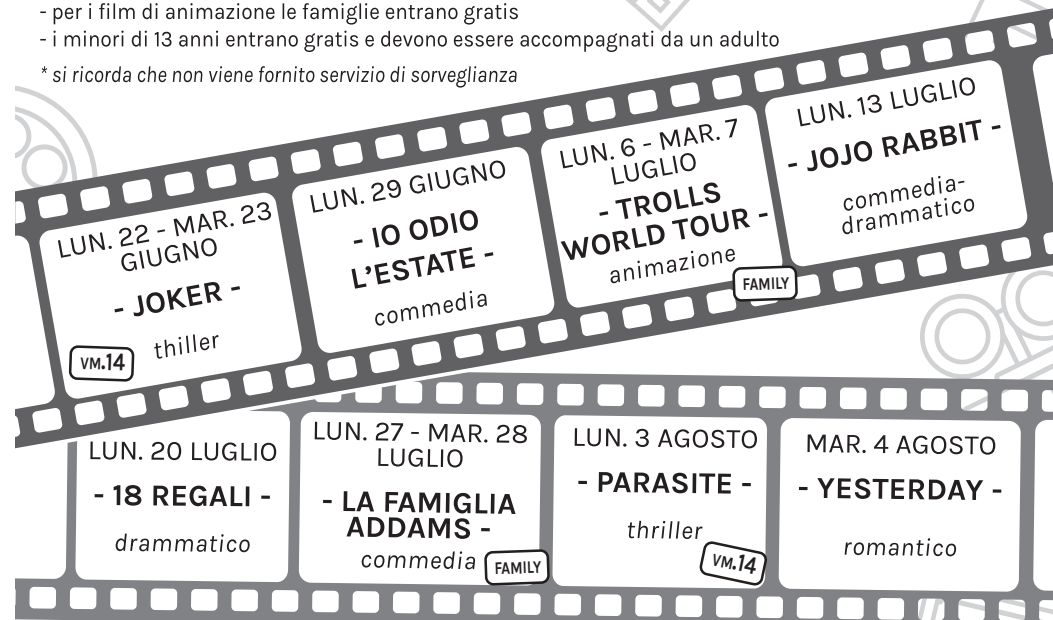 - per i film di animazione le famiglie entrano gratis
- i minori di 13 anni entrano gratis e devono essere accompagnati da un adulto
* si ricorda che non viene fornito servizio di sorveglianza
LUN. 22 - MAR. 23
GIUGNO
- JOKER -
thiller
VM.14
LUN. 29 GIUGNO
- IO ODIO
L'ESTATE -
commedia
LUN. 6 - MAR. 7
LUGLIO
- TROLLS
WORLD TOUR -
animazione
FAMILY
LUN. 13 LUGLIO
- JOJO RABBIT -
commedia-
drammatico
LUN. 20 LUGLIO
- 18 REGALI -
drammatico
LUN. 27 - MAR. 28
LUGLIO
- LA FAMIGLIA
ADDAMS -
commedia
FAMILY
LUN. 3 AGOSTO
- PARASITE -
thriller
VM.14
MAR. 4 AGOSTO
- YESTERDAY -
romantico